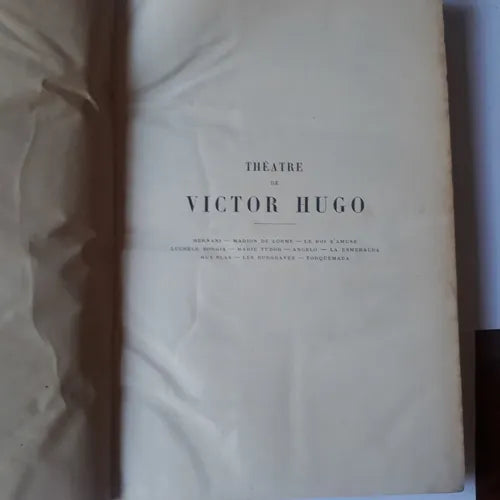 THÉATRE
DE
VICTOR HUGO
HERNANI — MARION DE LORME — LE ROI S'AMUSE
LUCRÈCE BORGIA — MARIE TUDOR — ANGELO — LA ESMERALDA
RUY BLAS — LES BURGRAVES — TORQUEMADA